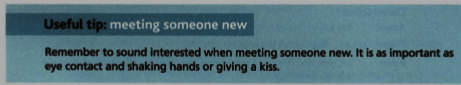 Useful tip: meeting someone new
Remember to sound interested when meeting someone new. It is as important as
eye contact and shaking hands or giving a kiss.